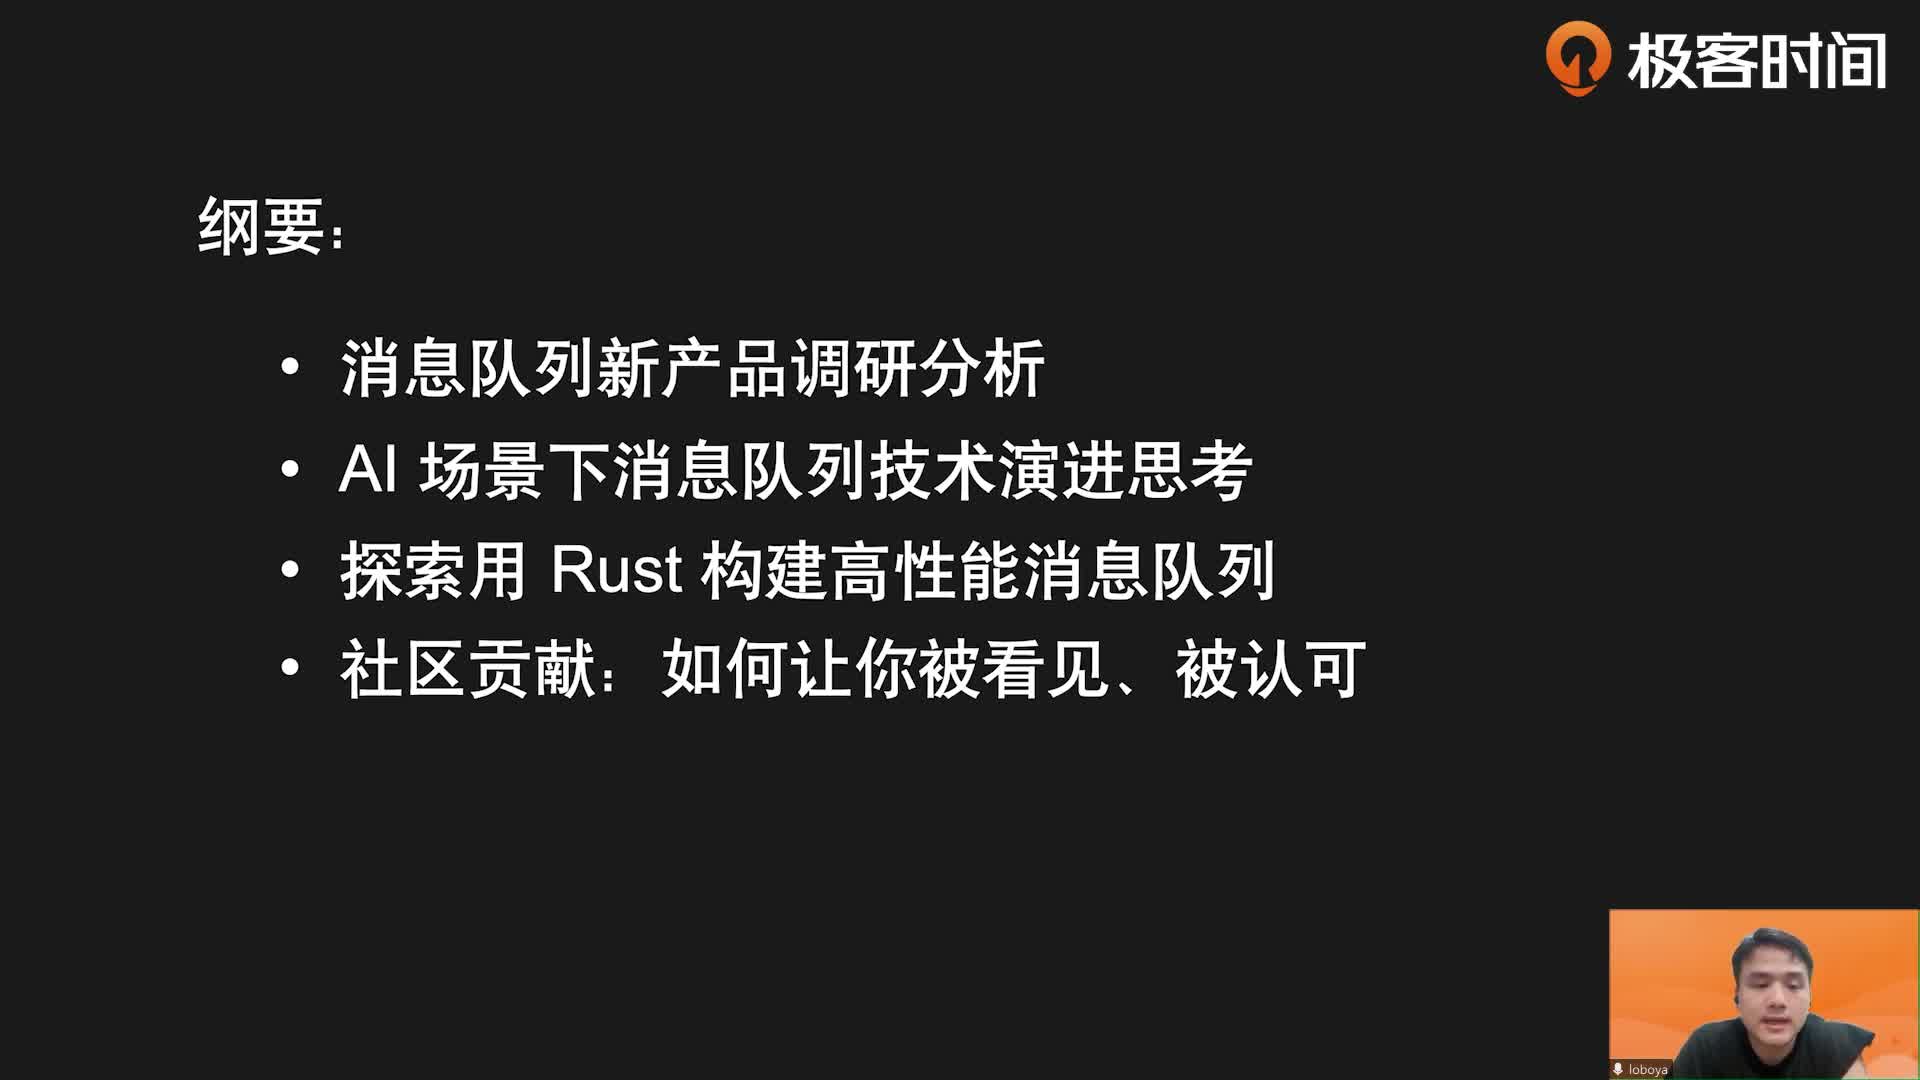 极客时间
纲要：
• 消息队列新产品调研分析
• AI 场景下消息队列技术演进思考
• 探索用 Rust 构建高性能消息队列
• 社区贡献：如何让你被看见、被认可
loboya